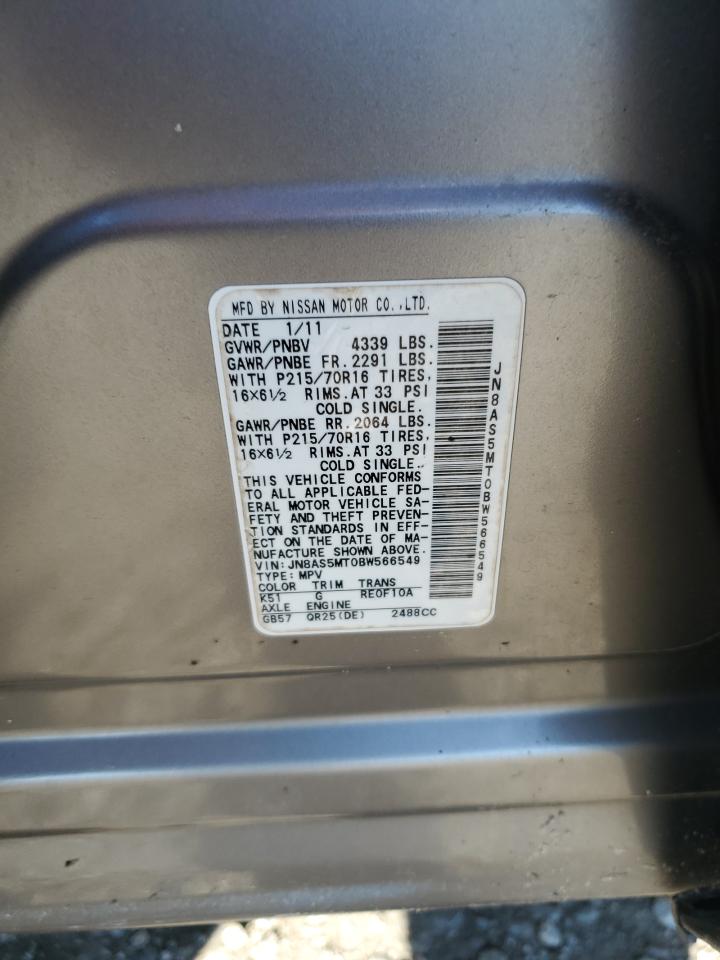 MFD BY NISSAN MOTOR CO.,LTD.
DATE 1/11
GVWR/PNBV 4339 LBS.
GAWR/PNBE FR. 2291 LBS.
WITH P215/70R16 TIRES,
16X6½ RIMS. AT 33 PSI
COLD SINGLE.
GAWR/PNBE RR. 2064 LBS.
WITH P215/70R16 TIRES,
16X6½ RIMS. AT 33 PSI
COLD SINGLE.
THIS VEHICLE CONFORMS
TO ALL APPLICABLE FED-
ERAL MOTOR VEHICLE SA-
FETY AND THEFT PREVEN-
TION STANDARDS IN EFF-
ECT ON THE DATE OF MA-
NUFACTURE SHOWN ABOVE.
VIN: JN8AS5MT0BW566549
TYPE: MPV
COLOR TRIM TRANS
K51 G RE0F10A
AXLE ENGINE
GB57 QR25(DE) 2488CC
JN8AS5MT0BW566549